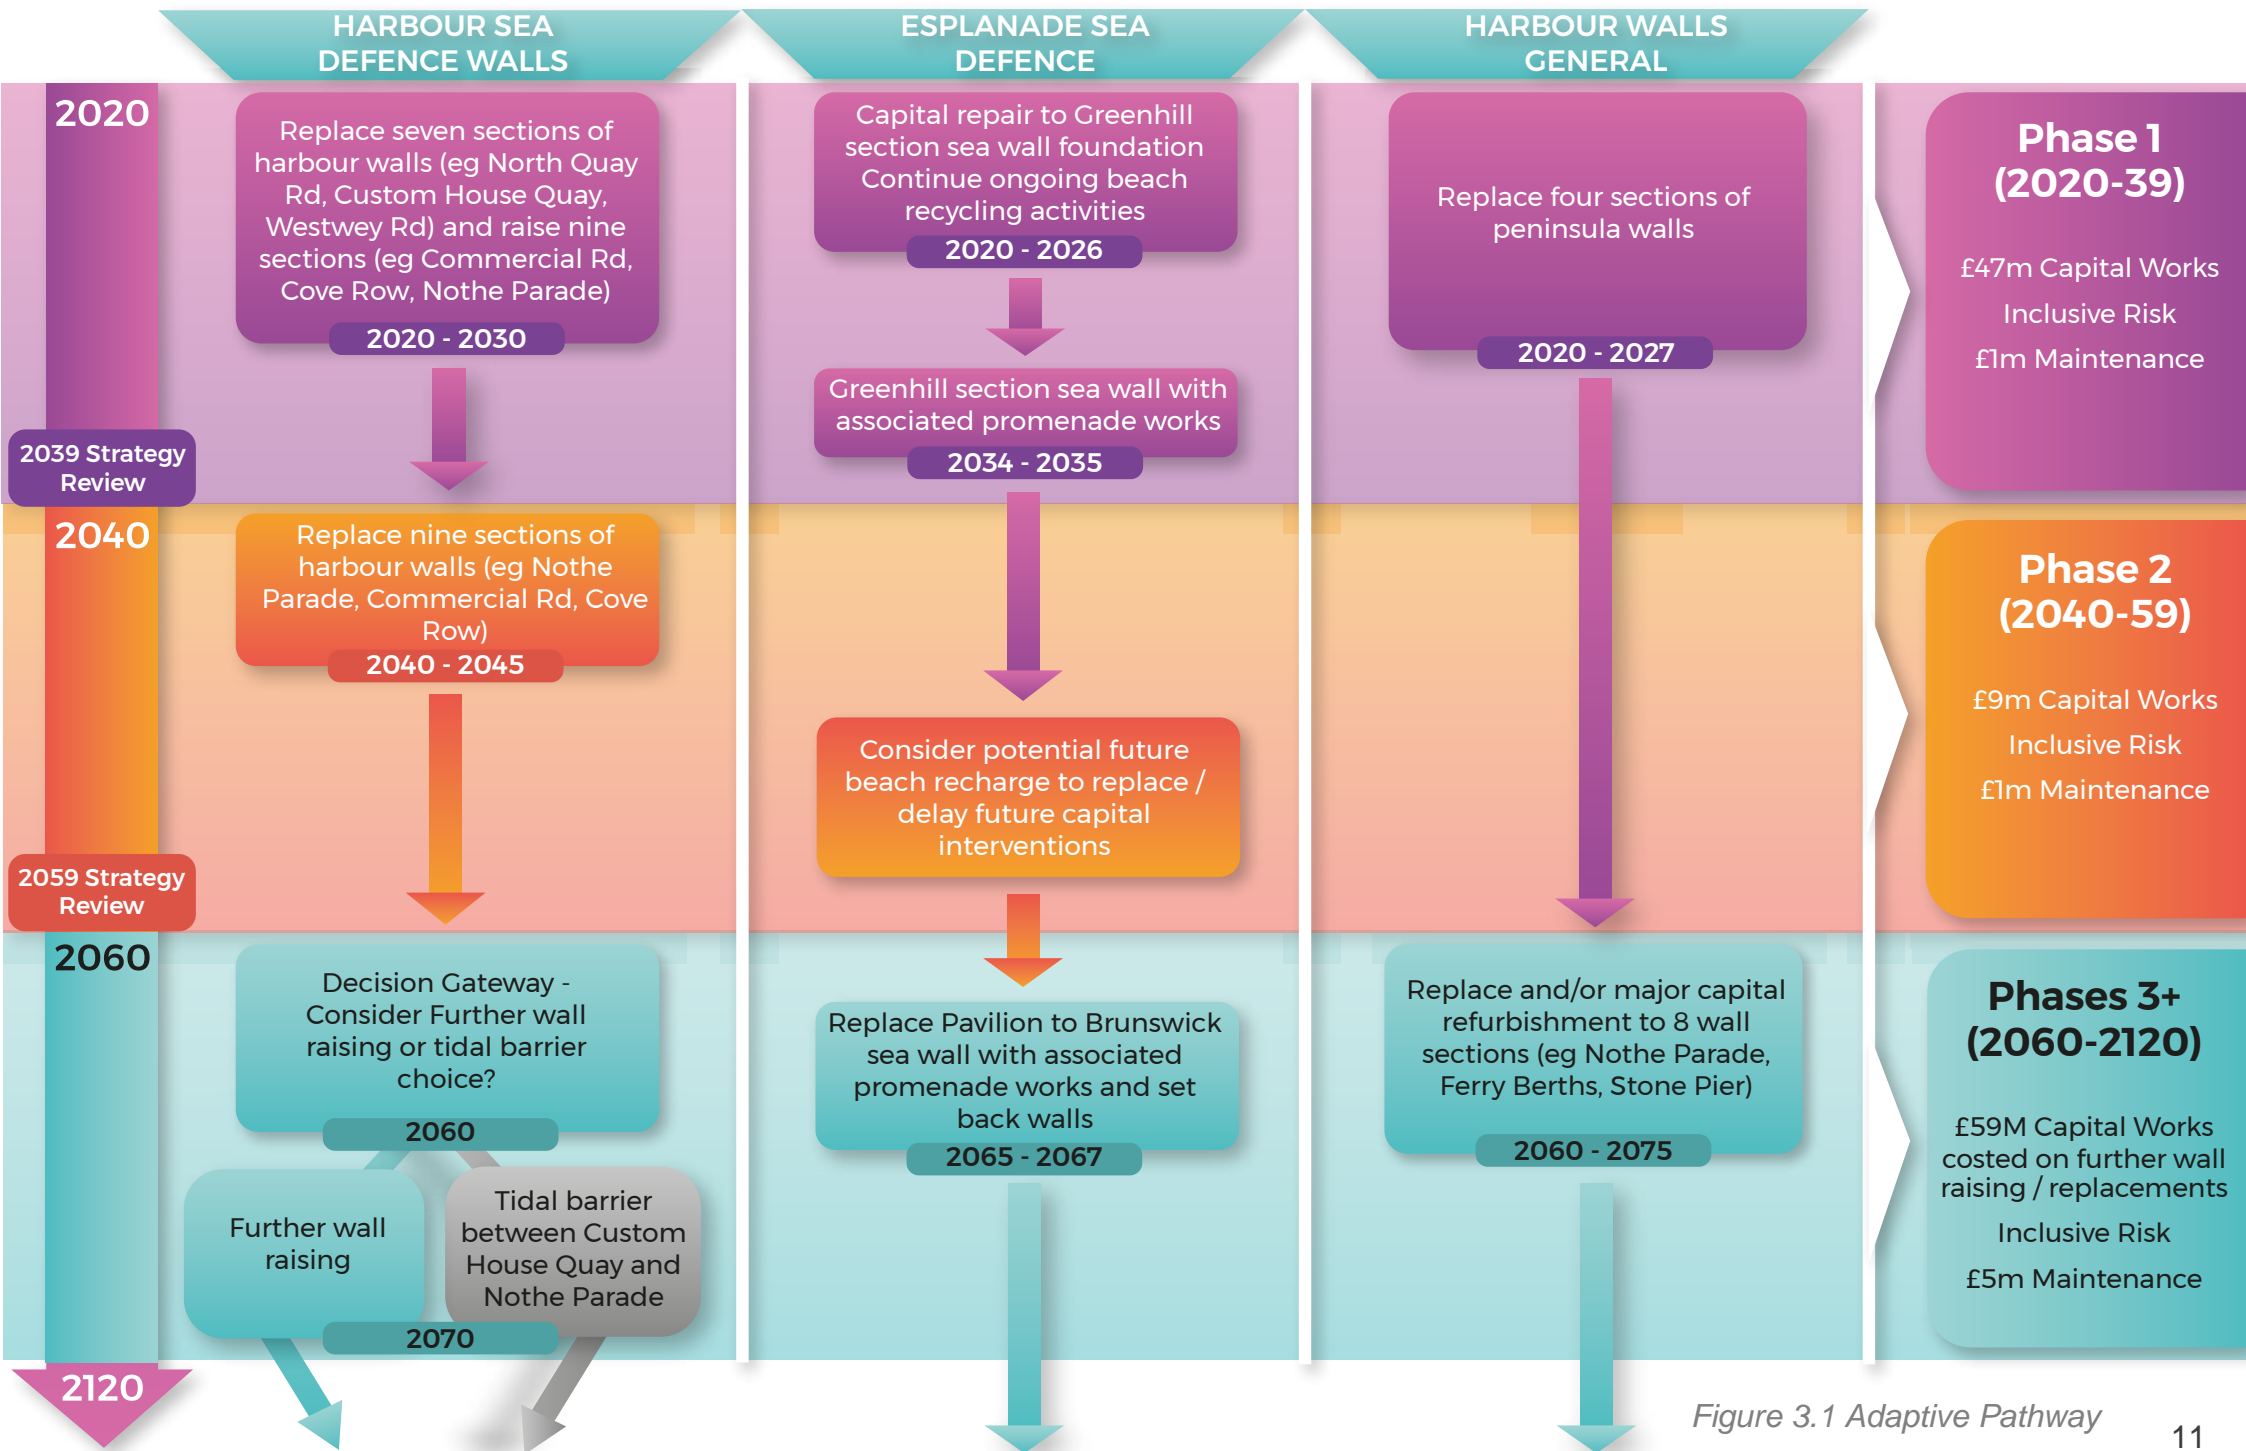 HARBOUR SEA
DEFENCE WALLS
ESPLANADE SEA
DEFENCE
HARBOUR WALLS
GENERAL
2020
Replace seven sections of
harbour walls (eg North Quay
Rd, Custom House Quay,
Westwey Rd) and raise nine
sections (eg Commercial Rd,
Cove Row, Nothe Parade)
2020 - 2030
Capital repair to Greenhill
section sea wall foundation
Continue ongoing beach
recycling activities
2020 - 2026
Greenhill section sea wall with
associated promenade works
2034 - 2035
Replace four sections of
peninsula walls
2020 - 2027
Phase 1
(2020-39)
£47m Capital Works
Inclusive Risk
£1m Maintenance
2039 Strategy
Review
2040
Replace nine sections of
harbour walls (eg Nothe
Parade, Commercial Rd, Cove
Row)
2040 - 2045
Consider potential future
beach recharge to replace /
delay future capital
interventions
Phase 2
(2040-59)
£9m Capital Works
Inclusive Risk
£1m Maintenance
2059 Strategy
Review
2060
Decision Gateway -
Consider Further wall
raising or tidal barrier
choice?
2060
Further wall
raising
Tidal barrier
between Custom
House Quay and
Nothe Parade
2070
Replace Pavilion to Brunswick
sea wall with associated
promenade works and set
back walls
2065 - 2067
Replace and/or major capital
refurbishment to 8 wall
sections (eg Nothe Parade,
Ferry Berths, Stone Pier)
2060 - 2075
Phases 3+
(2060-2120)
£59M Capital Works
costed on further wall
raising / replacements
Inclusive Risk
£5m Maintenance
2120
Figure 3.1 Adaptive Pathway
11